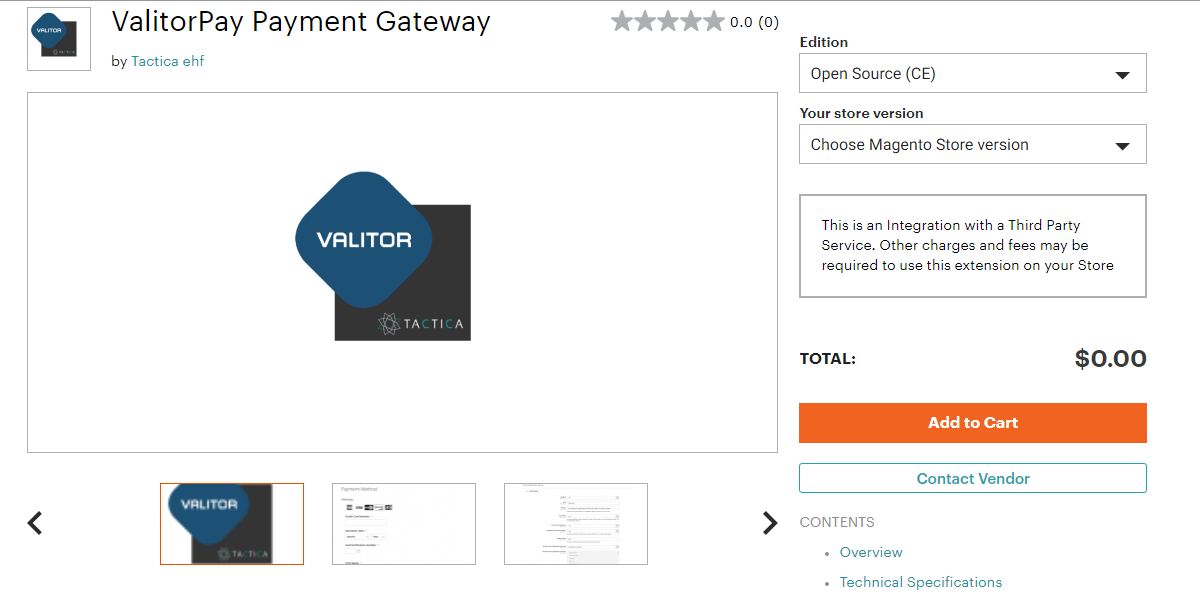 VALITOR
TACTICA
ValitorPay Payment Gateway
0.0 (0)
by Tactica ehf
VALITOR
TACTICA
VALITOR
TACTICA
Payment Method
Edition
Open Source (CE)
Your store version
Choose Magento Store version
This is an Integration with a Third Party
Service. Other charges and fees may be
required to use this extension on your Store
TOTAL:
$0.00
Add to Cart
Contact Vendor
CONTENTS
Overview
Technical Specifications